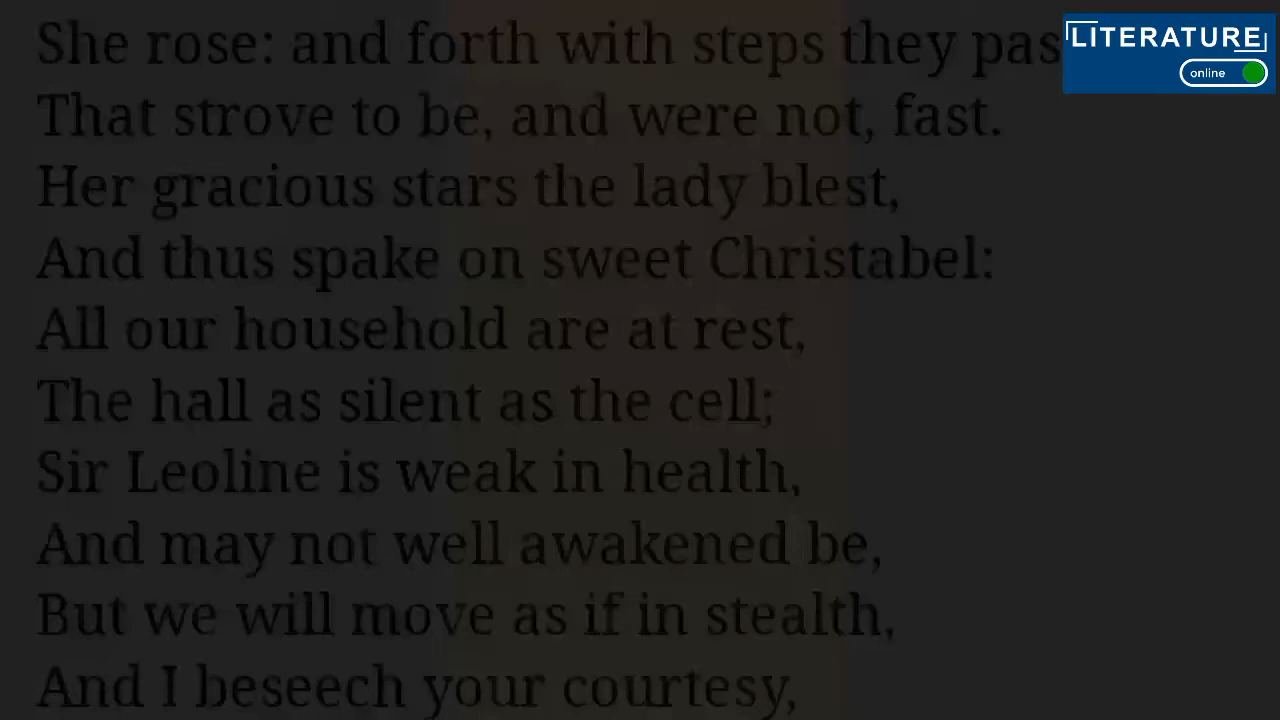 She rose: and forth with steps they pas
That strove to be, and were not, fast.
Her gracious stars the lady blest,
And thus spake on sweet Christabel:
All our household are at rest,
The hall as silent as the cell;
Sir Leoline is weak in health,
And may not well awakened be,
But we will move as if in stealth,
And I beseech your courtesy,
LITERATURE
online